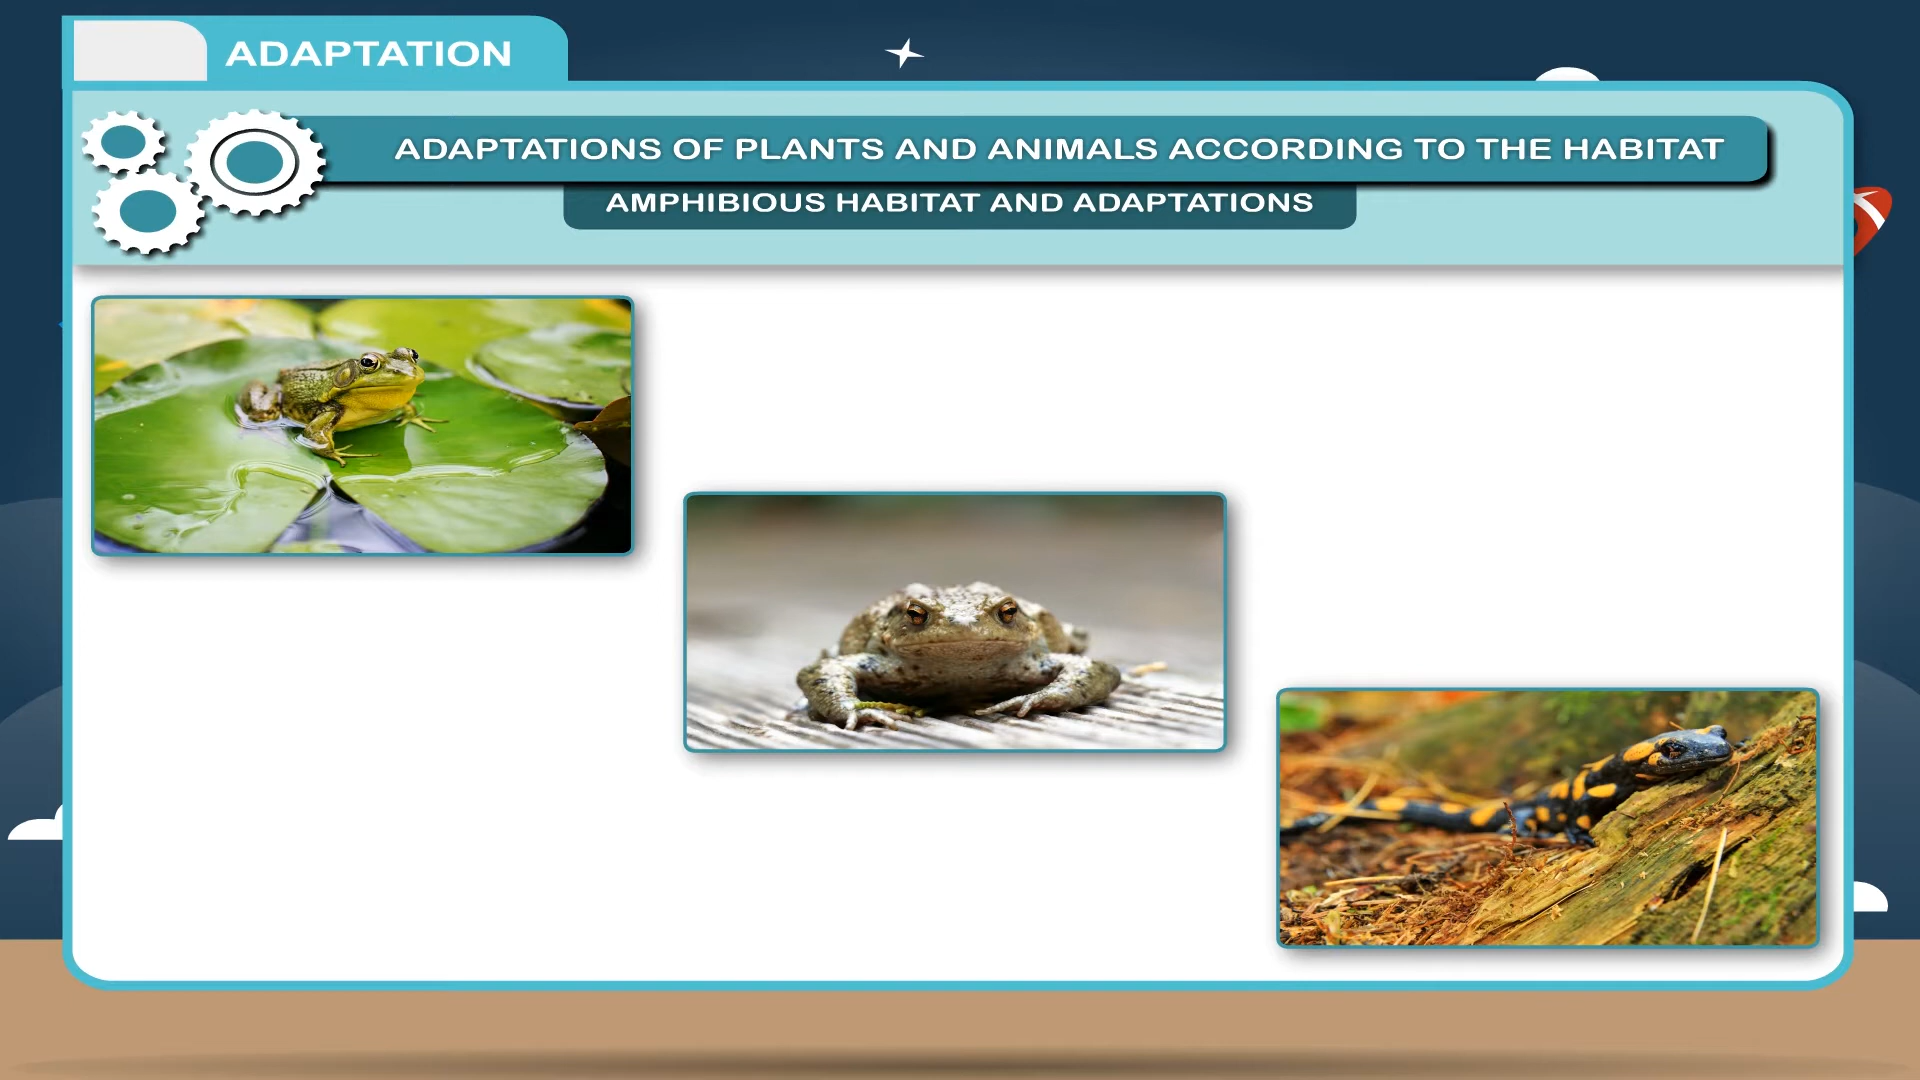 ADAPTATION
ADAPTATIONS OF PLANTS AND ANIMALS ACCORDING TO THE HABITAT
AMPHIBIOUS HABITAT AND ADAPTATIONS